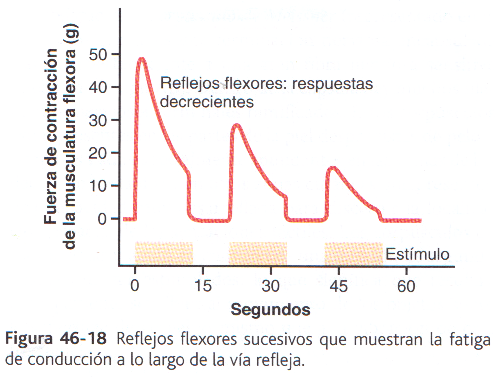 Fuerza de contracción
de la musculatura flexora (g)
50
40
30
20
10
0
Reflejos flexores: respuestas
decrecientes
Estímulo
0 15 30 45 60
Segundos
Figura 46-18 Reflejos flexores sucesivos que muestran la fatiga
de conducción a lo largo de la vía refleja.